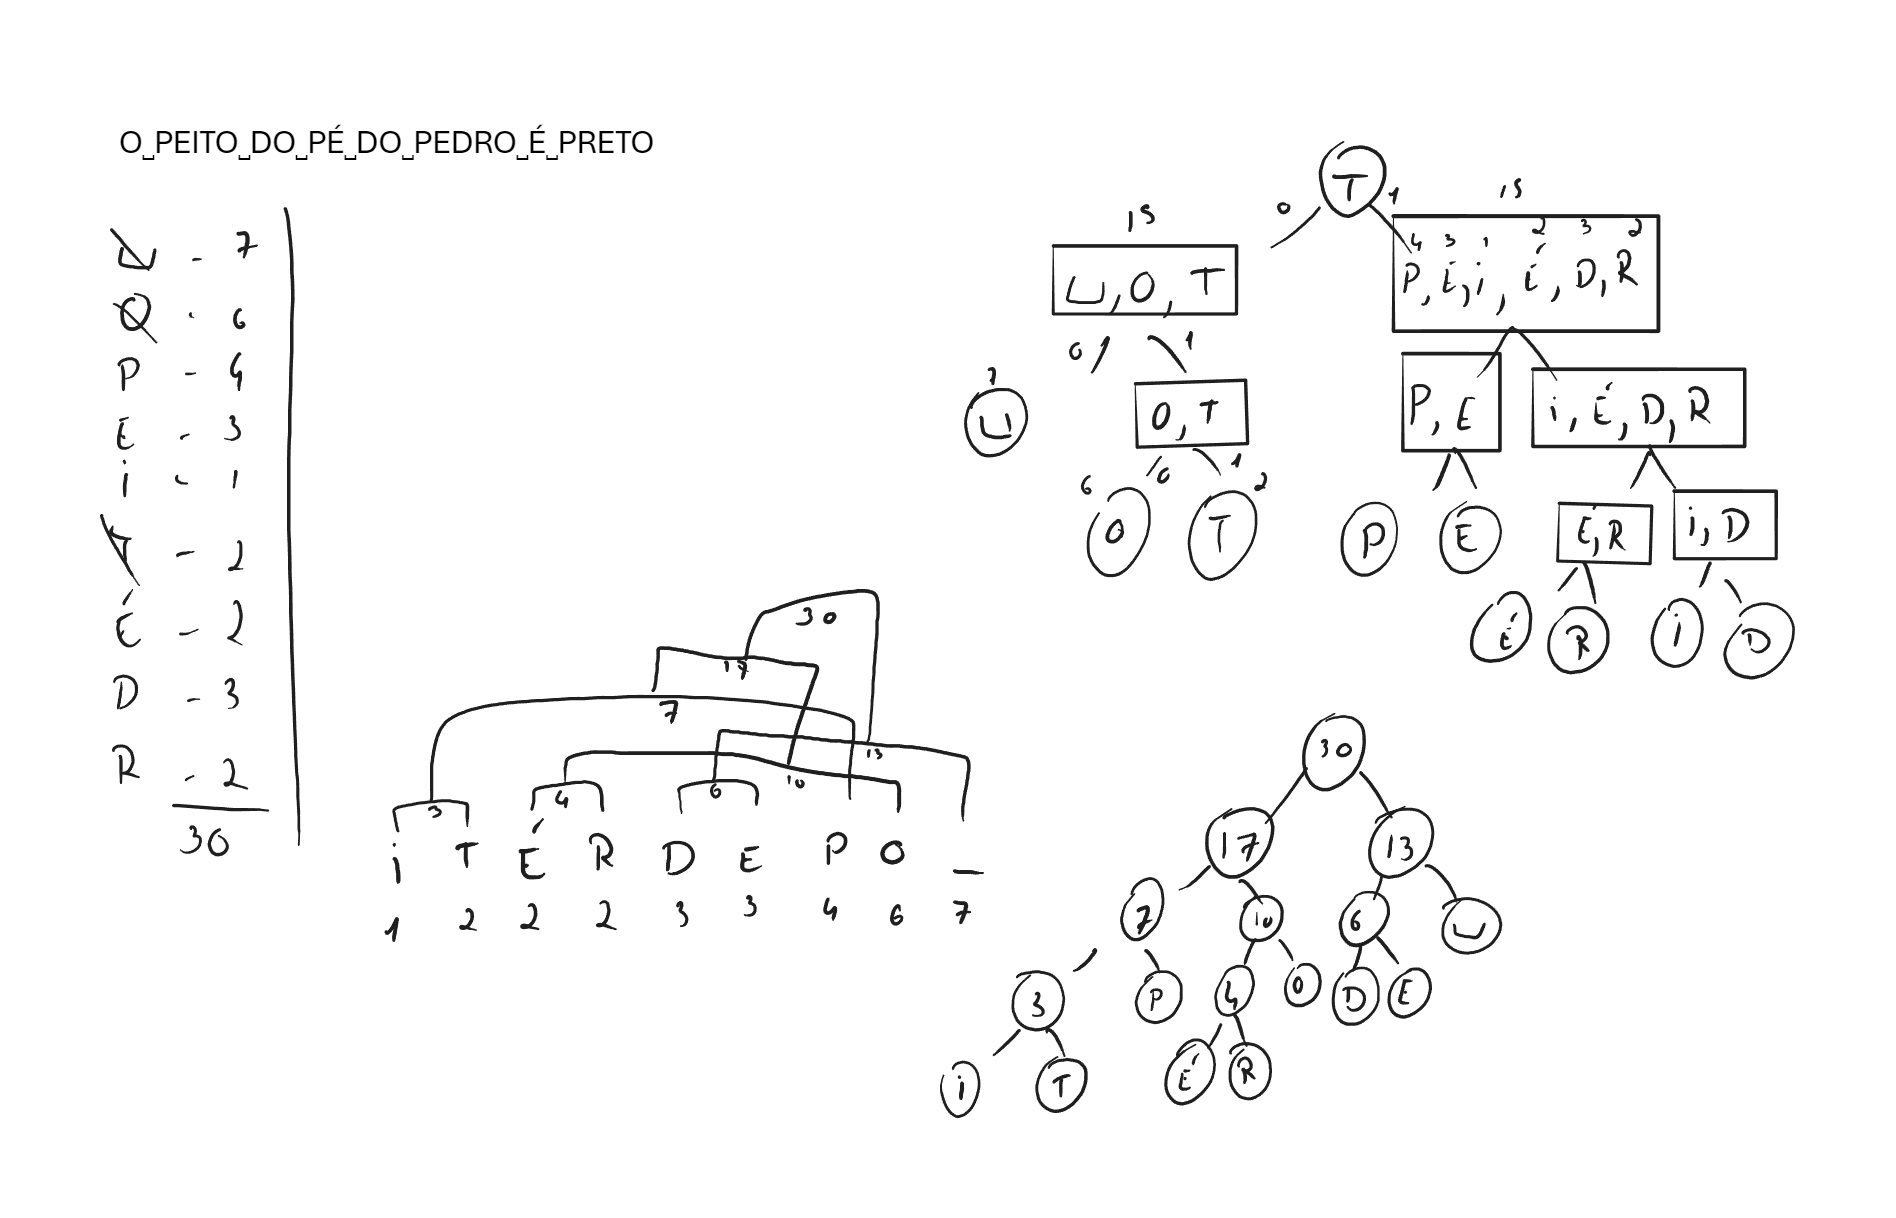 O␣PEITO␣DO␣PÉ␣DO␣PEDRO␣É␣PRETO
␣ - 7
O - 6
P - 4
E - 3
i - 1
T - 2
É - 2
D - 3
R - 2
30
T
0 1
15 15
␣, O, T
4 3 1 2 3 2
P, E, i, É, D, R
0 1
7
␣
O, T
P, E
i, É, D, R
0 1
6 2
O T
P E
É, R
i, D
É R i D
30
17
7
13
10
3 4 6
i T É R D E P O _
1 2 2 2 3 3 4 6 7
30
17 13
7 10 6 ␣
3 P 4 O D E
i T É R